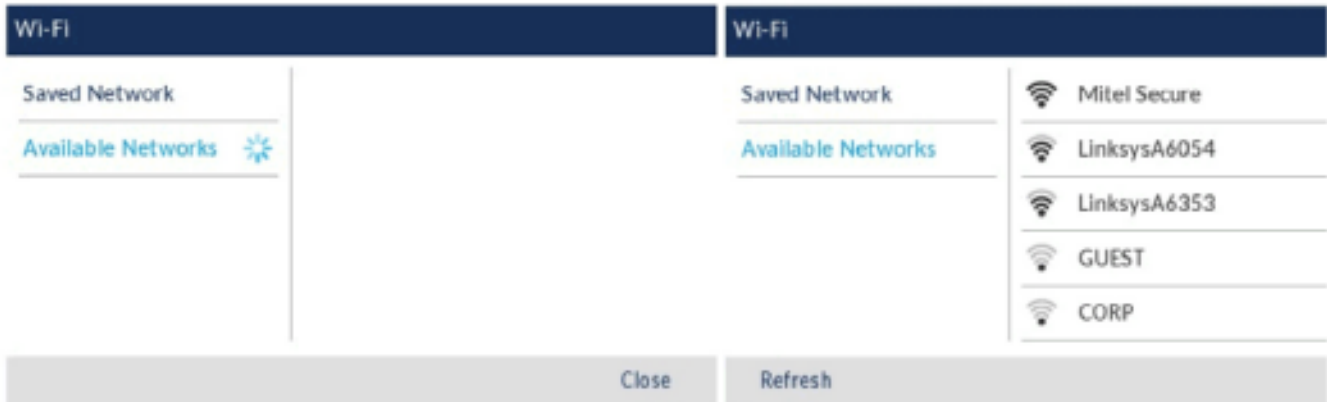 Wi-Fi
Saved Network
Available Networks
Close
Wi-Fi
Saved Network
Available Networks
Mitel Secure
LinksysA6054
LinksysA6353
GUEST
CORP
Refresh